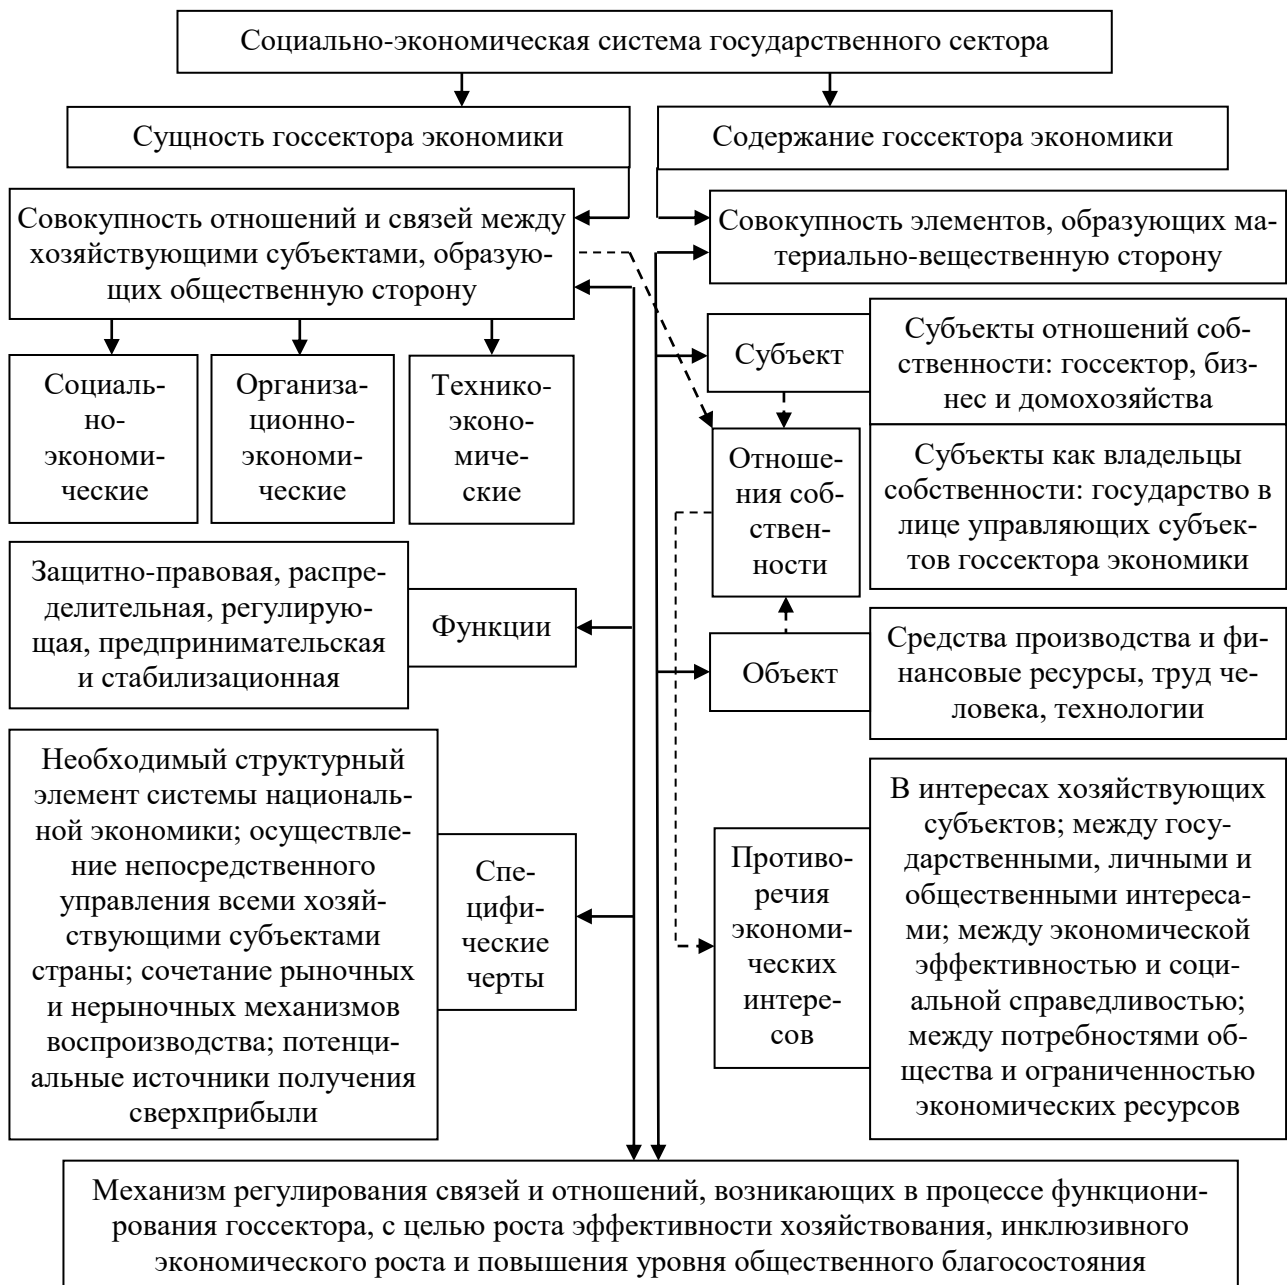 Социально-экономическая система государственного сектора
Сущность госсектора экономики
Содержание госсектора экономики
Совокупность отношений и связей между
хозяйствующими субъектами, образую-
щих общественную сторону
Совокупность элементов, образующих ма-
териально-вещественную сторону
Социаль-
но-
экономи-
ческие
Организа-
ционно-
экономи-
ческие
Технико-
эконо-
миче-
ские
Субъект
Субъекты отношений соб-
ственности: госсектор, биз-
нес и домохозяйства
Отноше-
ния соб-
ствен-
ности
Субъекты как владельцы
собственности: государство в
лице управляющих субъек-
тов госсектора экономики
Защитно-правовая, распре-
делительная, регулирую-
щая, предпринимательская
и стабилизационная
Функции
Объект
Средства производства и фи-
нансовые ресурсы, труд че-
ловека, технологии
Необходимый структурный
элемент системы националь-
ной экономики; осуществле-
ние непосредственного
управления всеми хозяй-
ствующими субъектами
страны; сочетание рыночных
и нерыночных механизмов
воспроизводства; потенци-
альные источники получения
сверхприбыли
Спе-
цифи-
ческие
черты
Противо-
речия
экономи-
ческих
интере-
сов
В интересах хозяйствующих
субъектов; между госу-
дарственными, личными и
общественными интереса-
ми; между экономической
эффективностью и соци-
альной справедливостью;
между потребностями об-
щества и ограниченностью
экономических ресурсов
Механизм регулирования связей и отношений, возникающих в процессе функциони-
рования госсектора, с целью роста эффективности хозяйствования, инклюзивного
экономического роста и повышения уровня общественного благосостояния